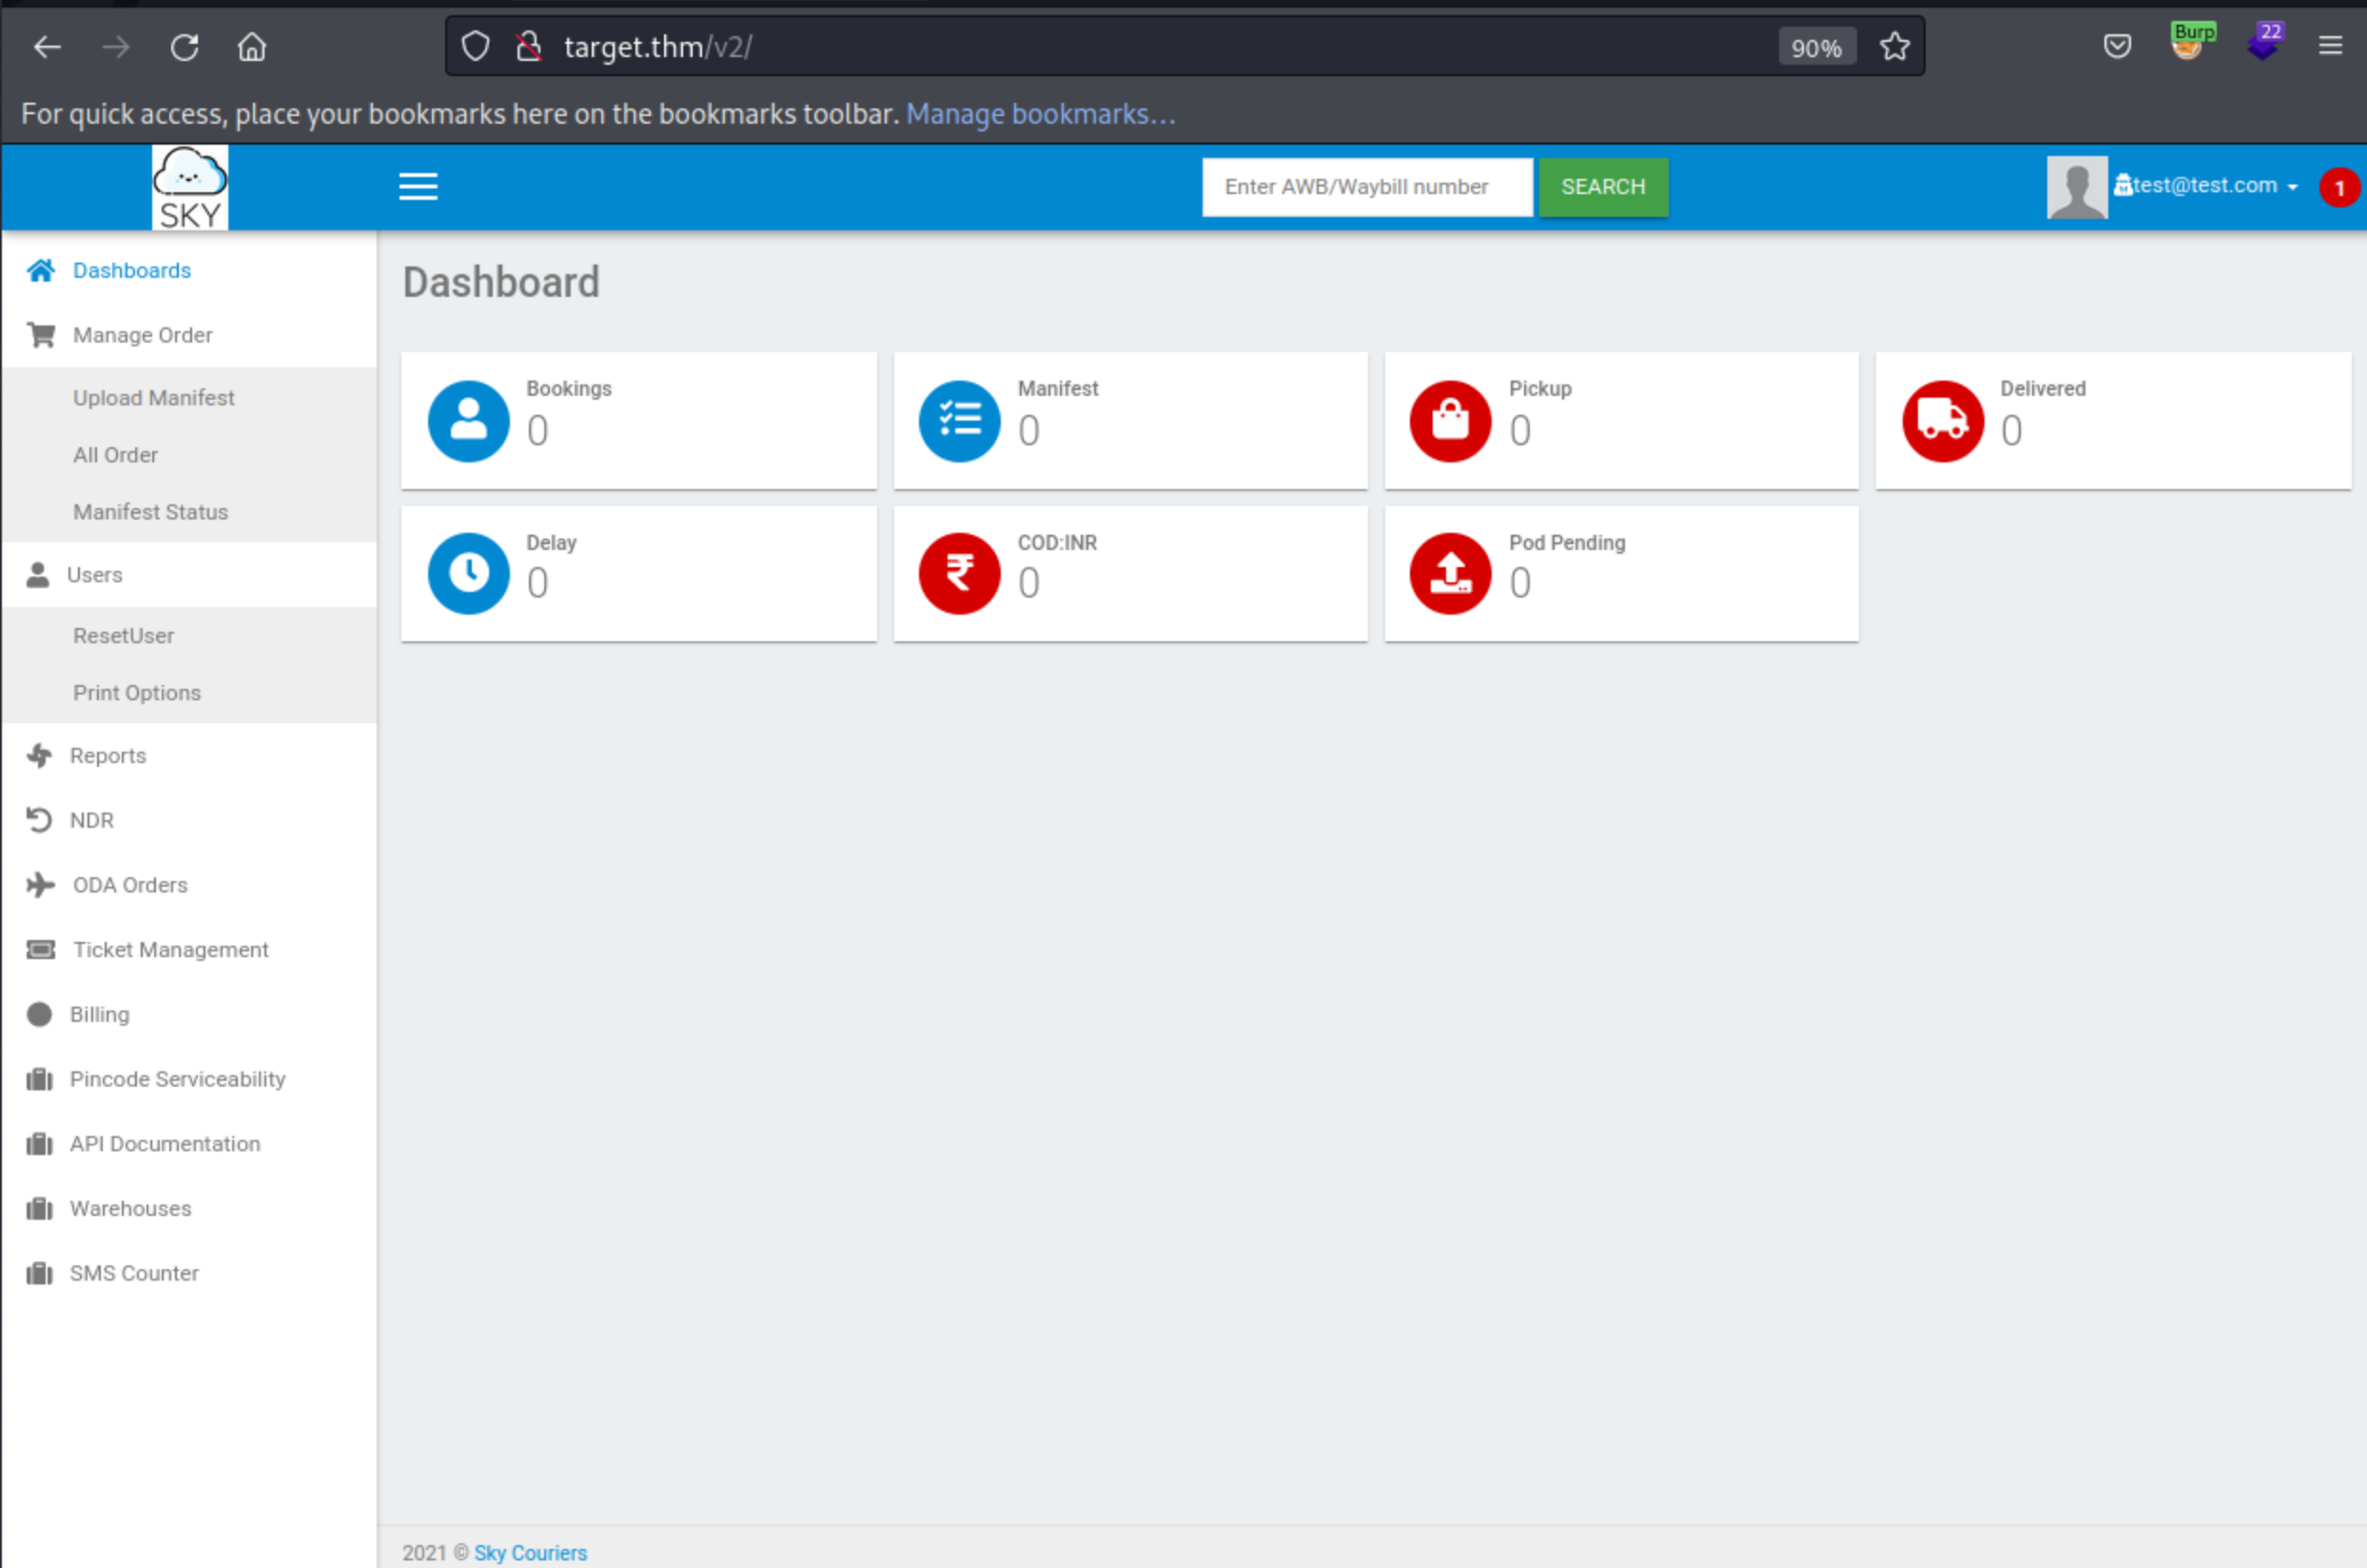 target.thm/v2/
90%
Burp
22
For quick access, place your bookmarks here on the bookmarks toolbar. Manage bookmarks...
SKY
Enter AWB/Waybill number
SEARCH
test@test.com
1
Dashboards
Manage Order
Upload Manifest
All Order
Manifest Status
Users
ResetUser
Print Options
Reports
NDR
ODA Orders
Ticket Management
Billing
Pincode Serviceability
API Documentation
Warehouses
SMS Counter
Dashboard
Bookings
0
Manifest
0
Pickup
0
Delivered
0
Delay
0
COD:INR
0
Pod Pending
0
2021 © Sky Couriers